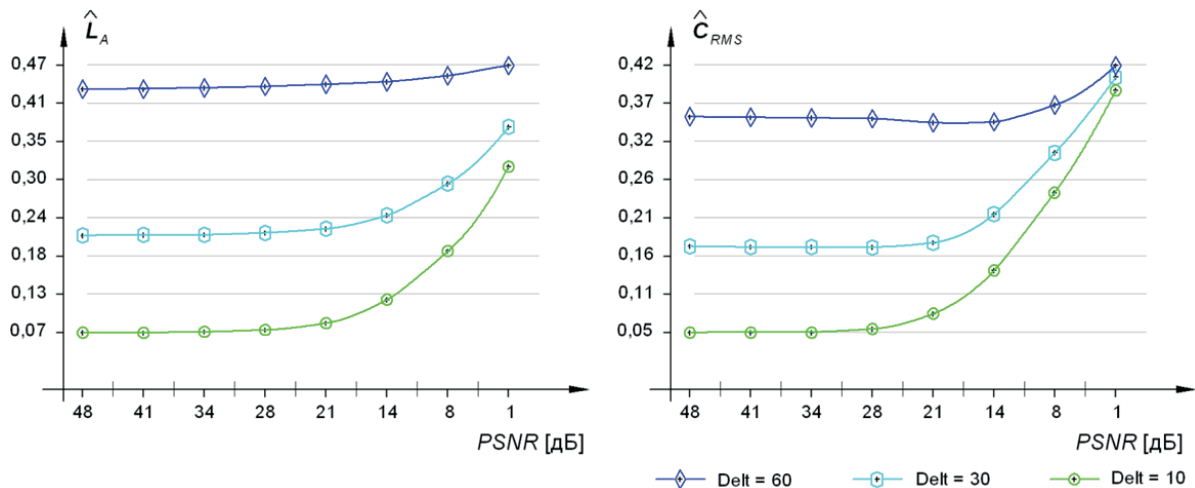 L̂_A
0,47
0,41
0,35
0,30
0,24
0,18
0,13
0,07
48 41 34 28 21 14 8 1
PSNR [дБ]
Ĉ_RMS
0,42
0,37
0,32
0,26
0,21
0,16
0,11
0,05
48 41 34 28 21 14 8 1
PSNR [дБ]
Delt = 60 Delt = 30 Delt = 10